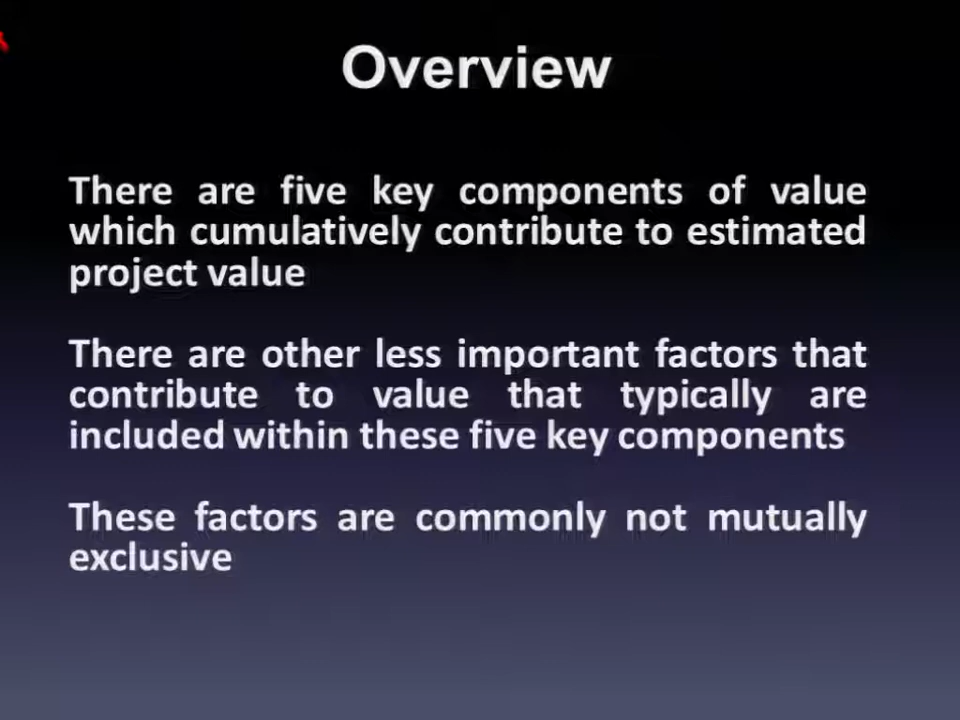 Overview
There are five key components of value
which cumulatively contribute to estimated
project value
There are other less important factors that
contribute to value that typically are
included within these five key components
These factors are commonly not mutually
exclusive